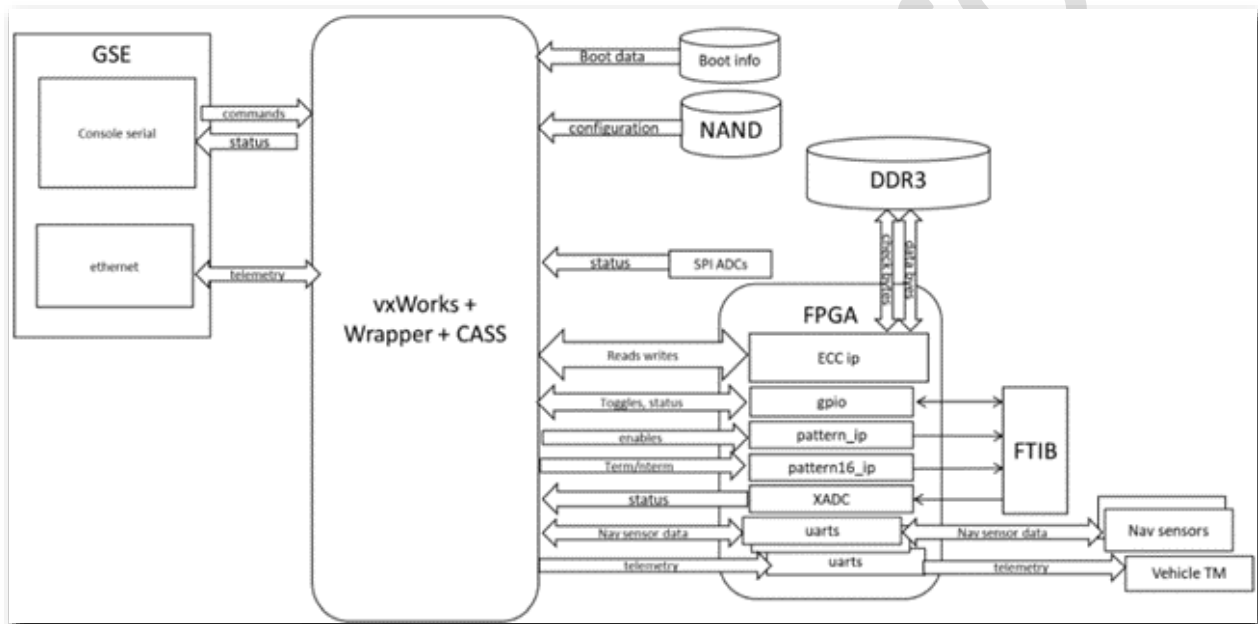 GSE
Console serial
commands
status
ethernet
telemetry
vxWorks +
Wrapper + CASS
Boot data
Boot info
configuration
NAND
DDR3
check bytes
data byes
status
SPI ADCs
FPGA
Reads writes
ECC ip
Toggles, status
gpio
enables
pattern_ip
Term/nterm
pattern16_ip
FTIB
status
XADC
Nav sensor data
uarts
Nav sensor data
Nav sensors
telemetry
uarts
telemetry
Vehicle TM